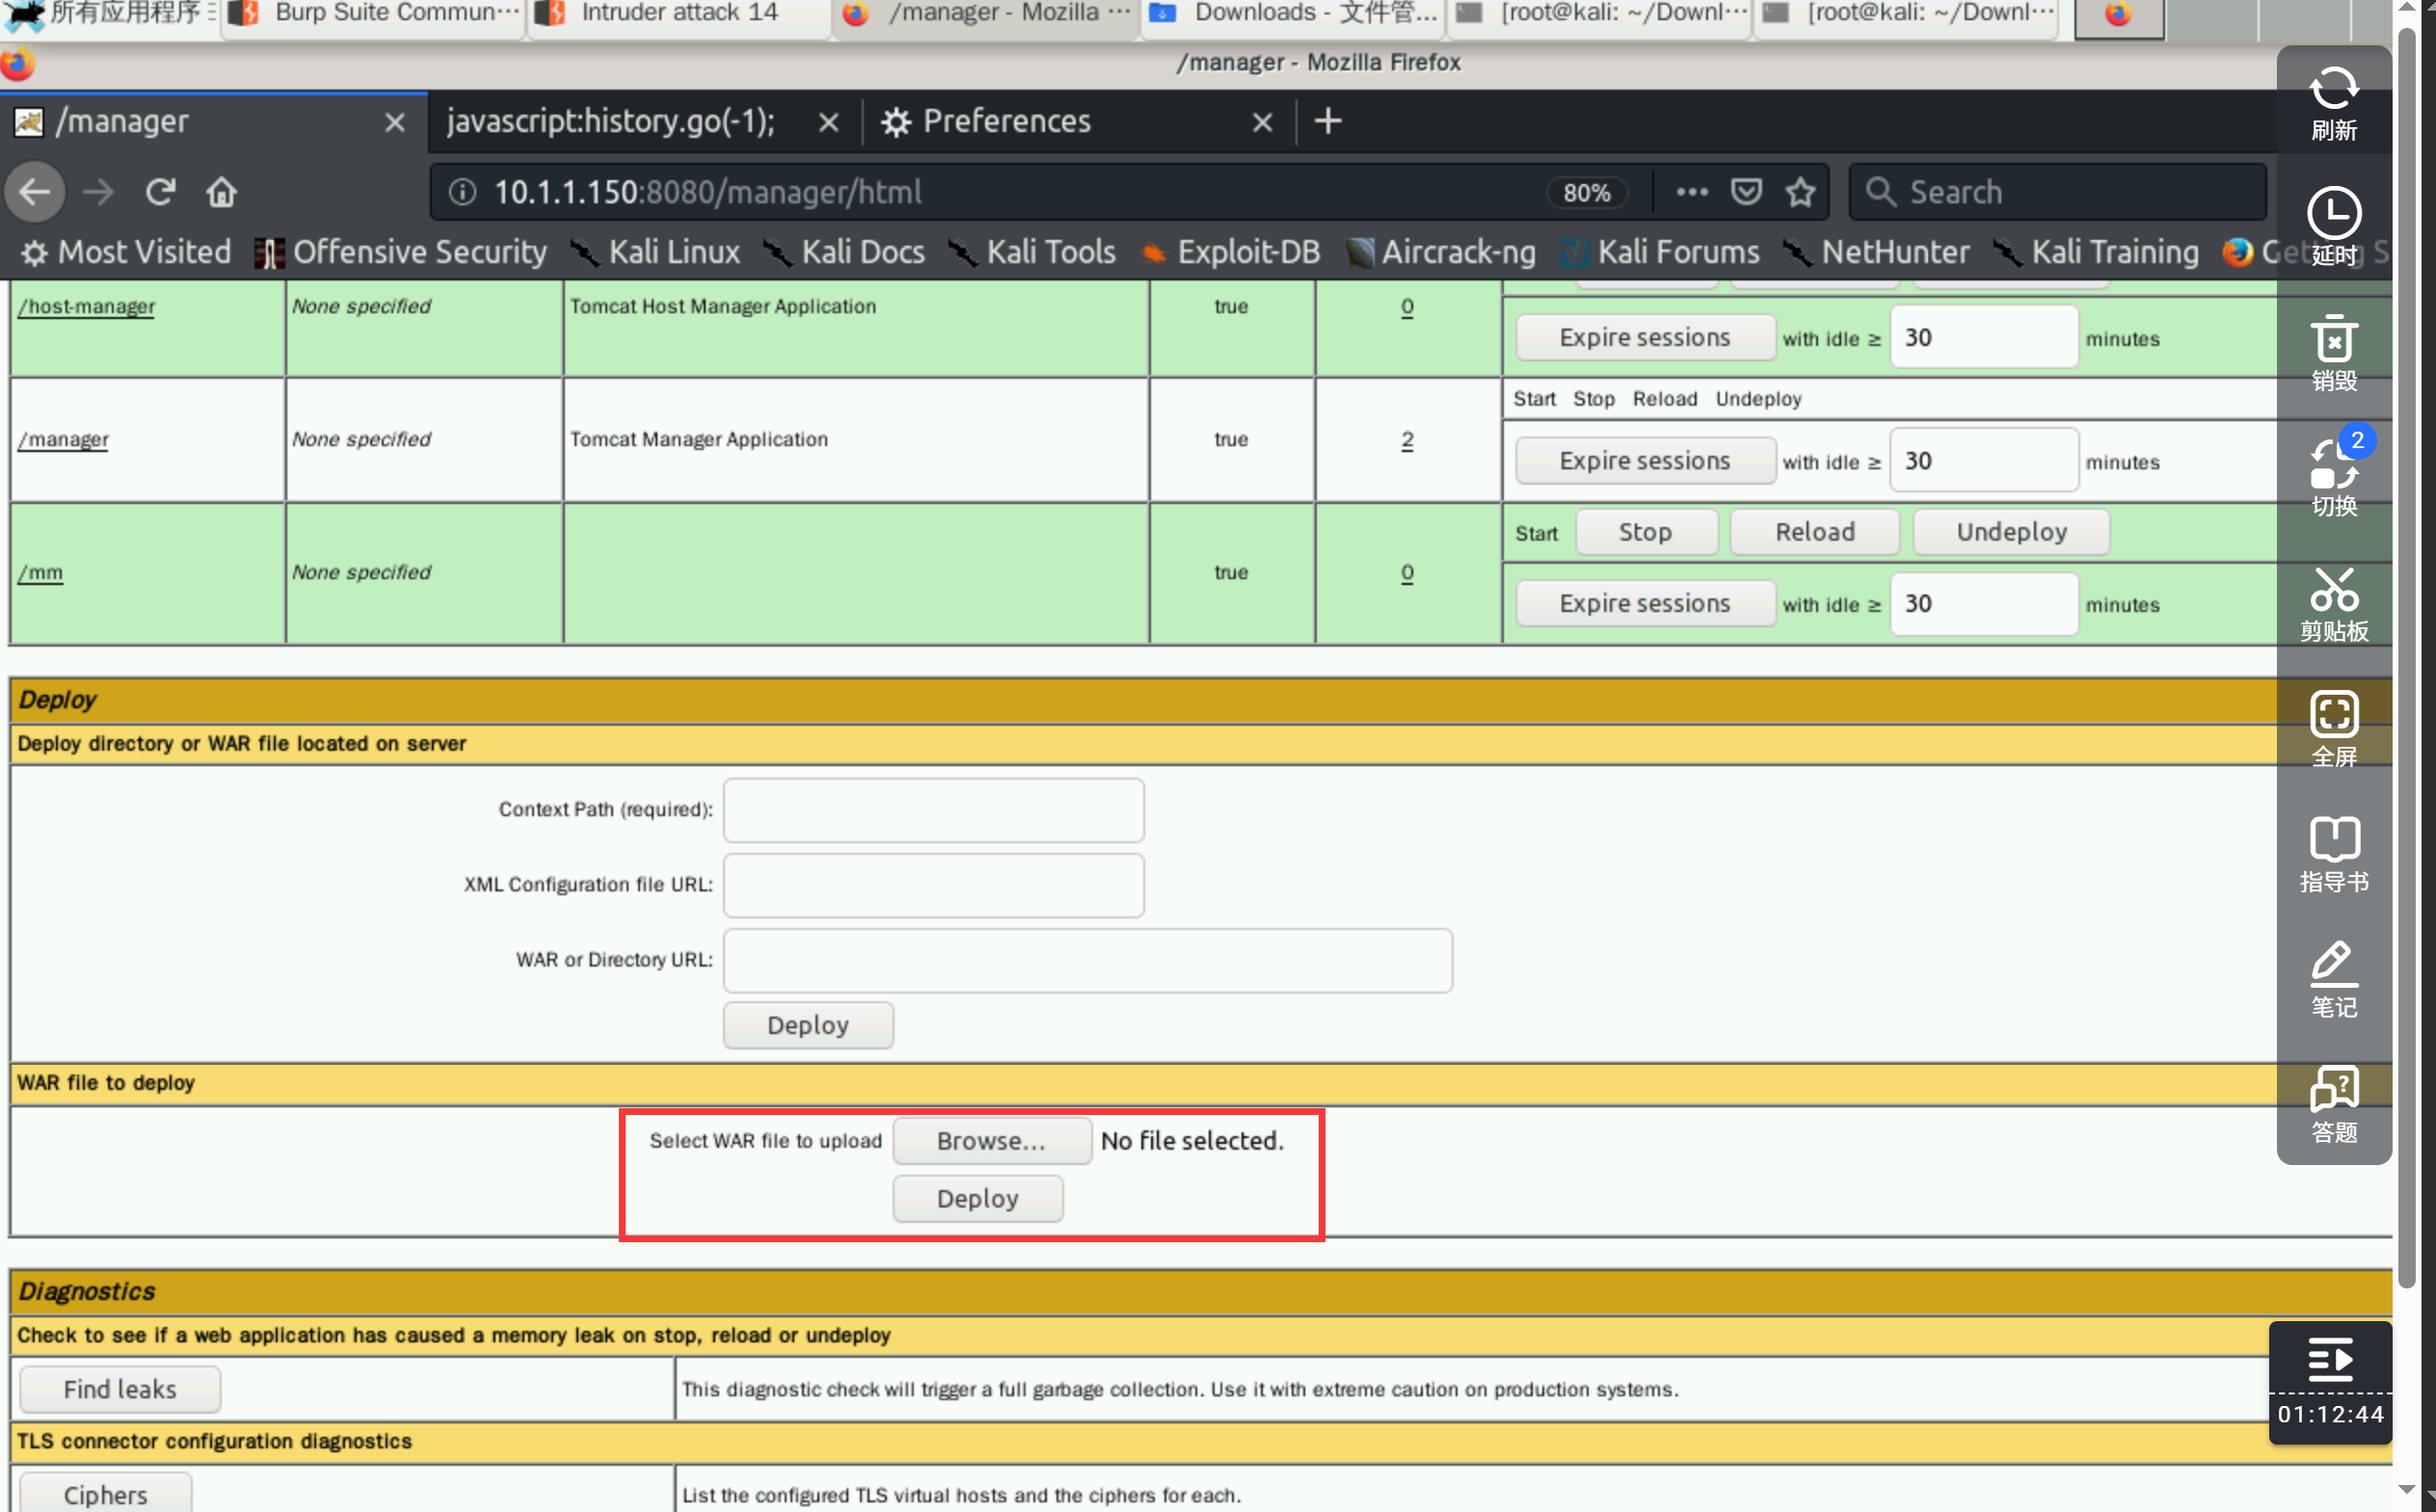 所有应用程序 Burp Suite Commun··· Intruder attack 14 /manager - Mozilla ··· Downloads - 文件管... [root@kali: ~/Downl··· [root@kali: ~/Downl···
/manager - Mozilla Firefox
/manager javascript:history.go(-1); Preferences
10.1.1.150:8080/manager/html 80% Search
Most Visited Offensive Security Kali Linux Kali Docs Kali Tools Exploit-DB Aircrack-ng Kali Forums NetHunter Kali Training
/host-manager None specified Tomcat Host Manager Application true 0
Expire sessions with idle ≥ 30 minutes
Start Stop Reload Undeploy
/manager None specified Tomcat Manager Application true 2
Expire sessions with idle ≥ 30 minutes
Start Stop Reload Undeploy
/mm None specified true 0
Expire sessions with idle ≥ 30 minutes
Deploy
Deploy directory or WAR file located on server
Context Path (required):
XML Configuration file URL:
WAR or Directory URL:
Deploy
WAR file to deploy
Select WAR file to upload Browse... No file selected.
Deploy
Diagnostics
Check to see if a web application has caused a memory leak on stop, reload or undeploy
Find leaks This diagnostic check will trigger a full garbage collection. Use it with extreme caution on production systems.
TLS connector configuration diagnostics
Ciphers List the configured TLS virtual hosts and the ciphers for each.
刷新
延时
销毁
2
切换
剪贴板
全屏
指导书
笔记
答题
01:12:44